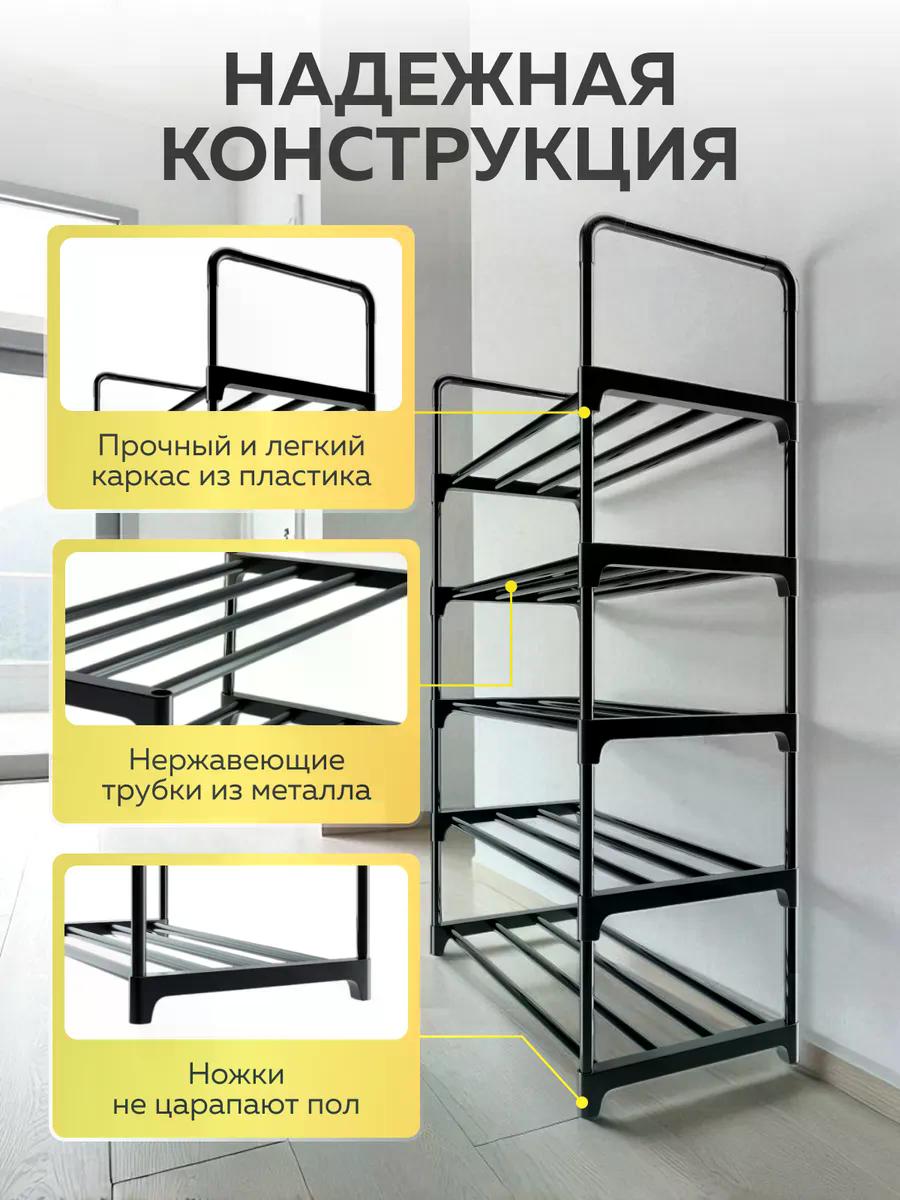 НАДЕЖНАЯ
КОНСТРУКЦИЯ
Прочный и легкий
каркас из пластика
Нержавеющие
трубки из металла
Ножки
не царапают пол